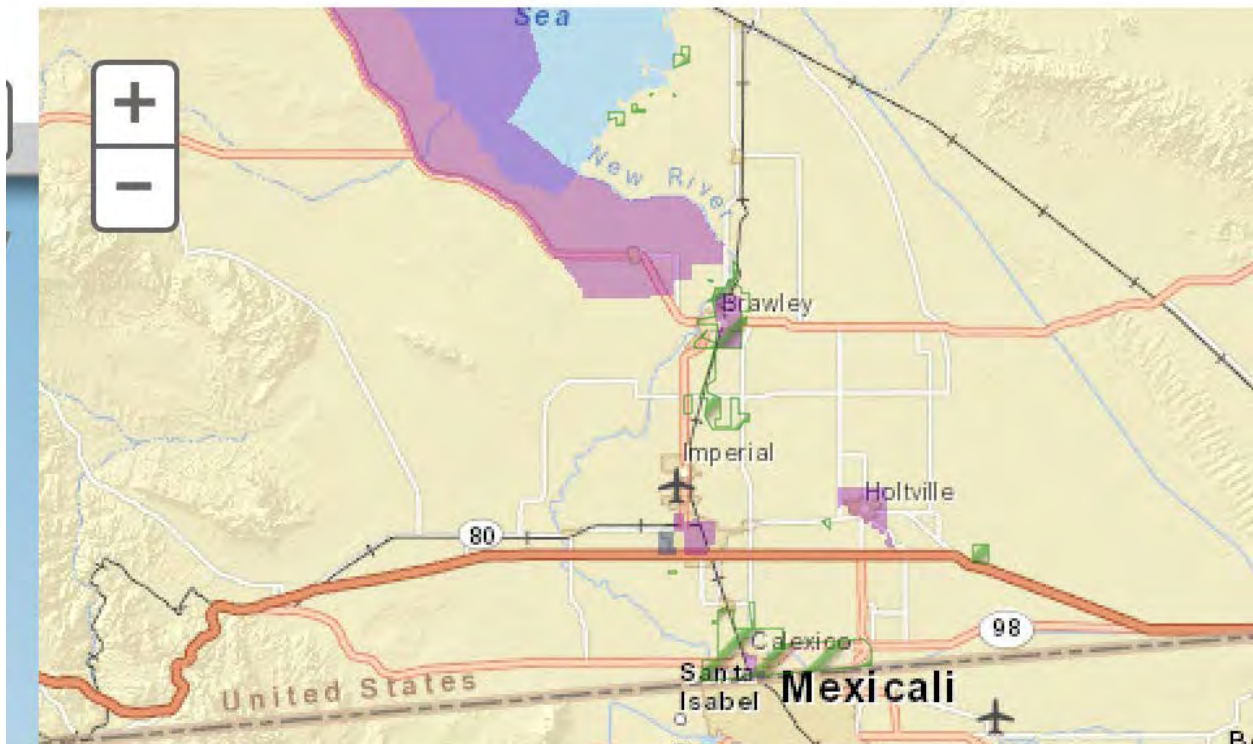 Sea
+
−
New River
Brawley
Imperial
Holtville
80
98
Calexico
United States
Santa
Isabel
Mexicali